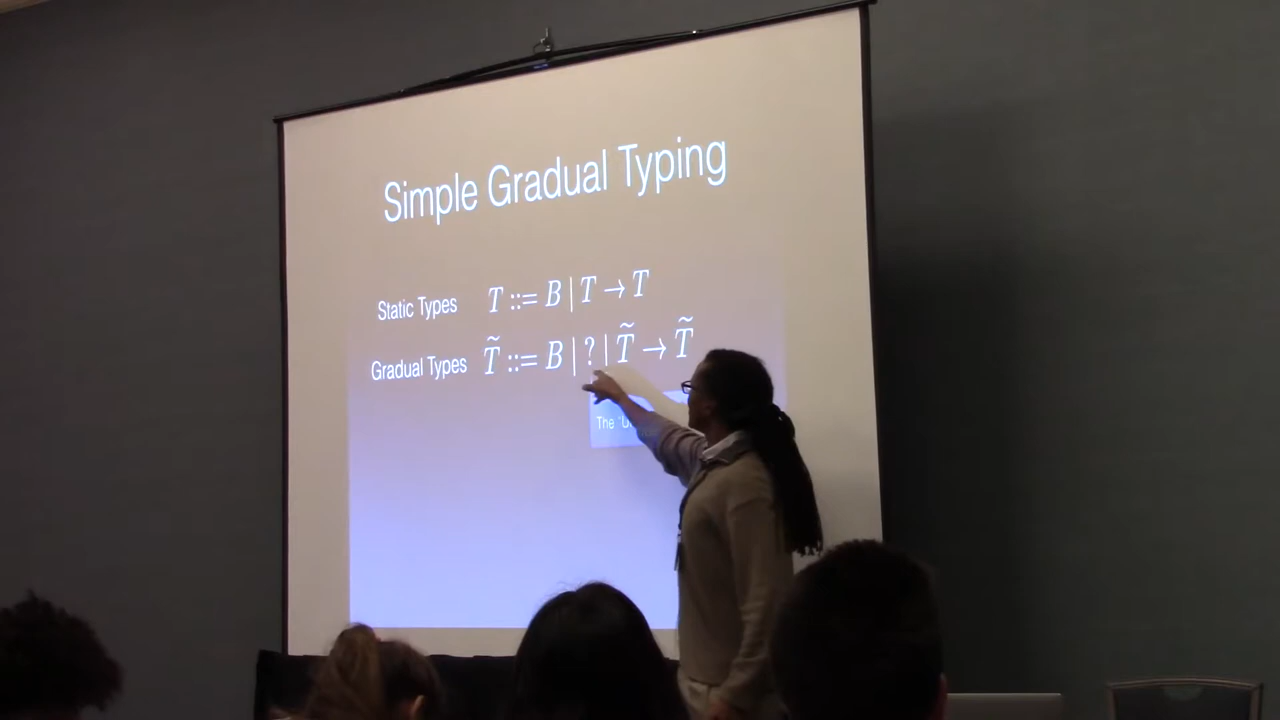 Simple Gradual Typing
Static Types T ::= B | T → T
Gradual Types T̃ ::= B | ? | T̃ → T̃
The